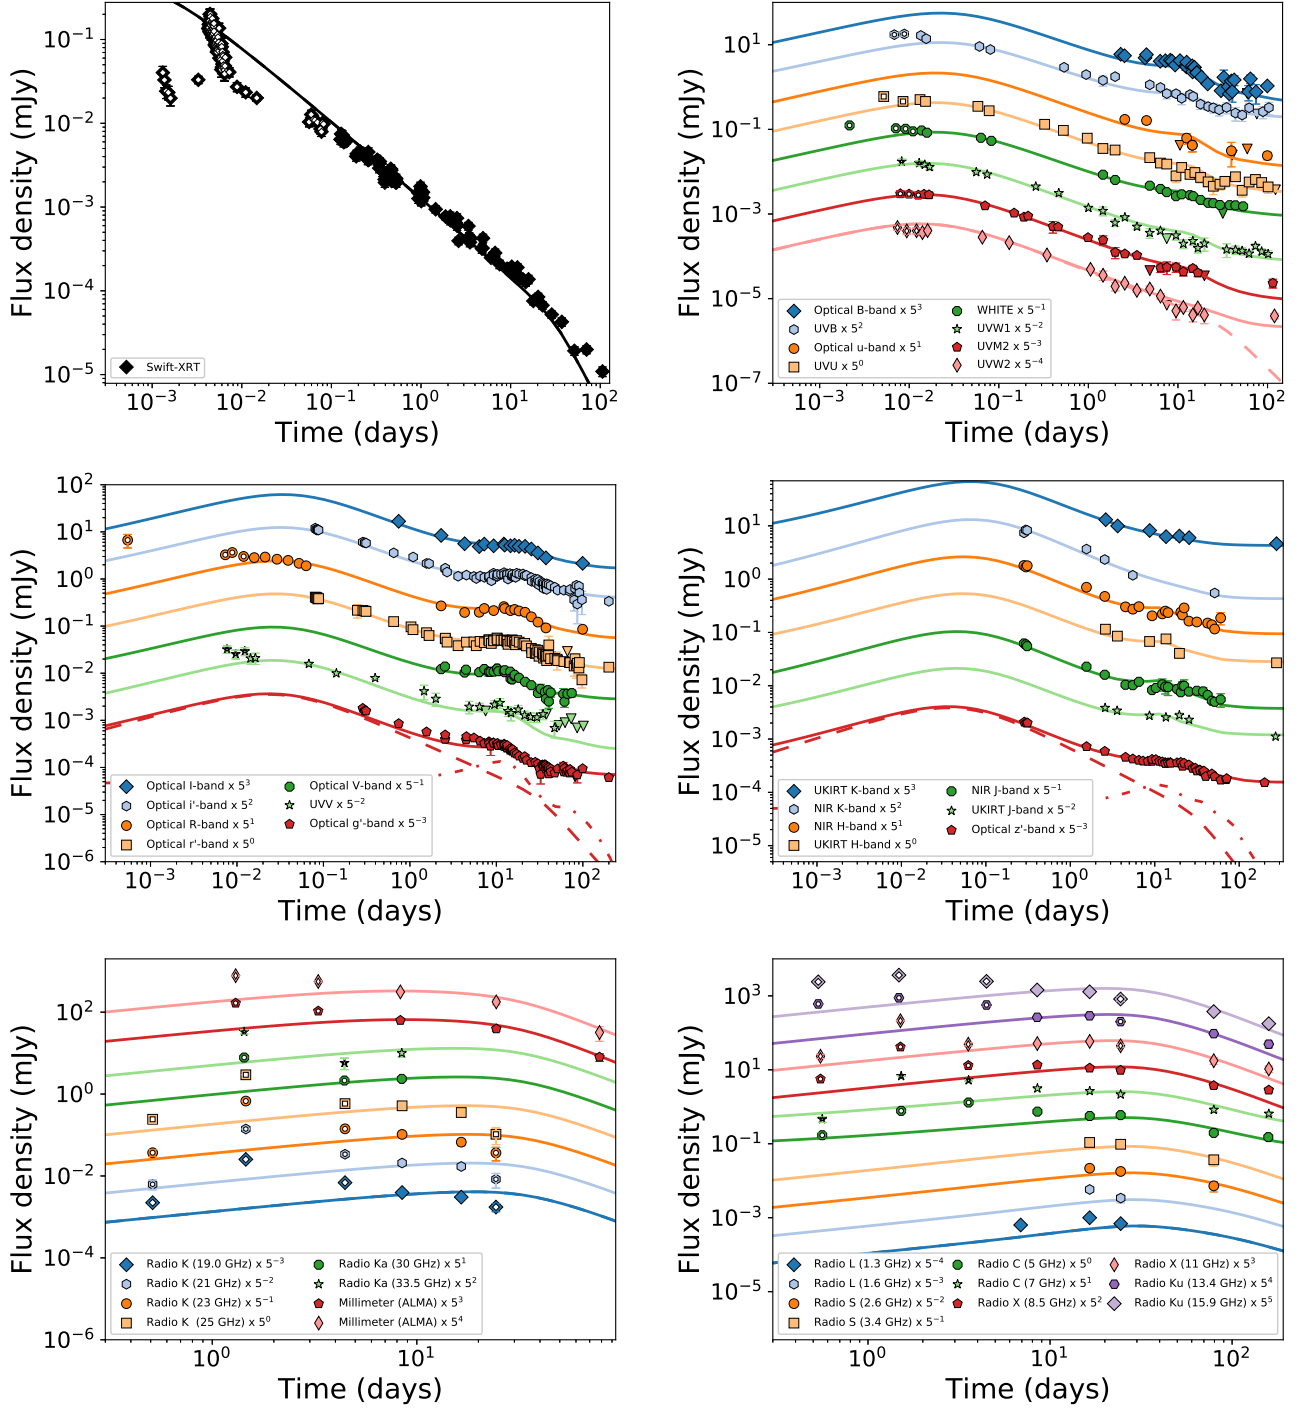 10⁻¹
10⁻²
10⁻³
10⁻⁴
10⁻⁵
Flux density (mJy)
Swift-XRT
10⁻³ 10⁻² 10⁻¹ 10⁰ 10¹ 10²
Time (days)
10¹
10⁻¹
10⁻³
10⁻⁵
10⁻⁷
Flux density (mJy)
Optical B-band x 5³
UVB x 5²
Optical u-band x 5¹
UVU x 5⁰
WHITE x 5⁻¹
UVW1 x 5⁻²
UVM2 x 5⁻³
UVW2 x 5⁻⁴
10⁻³ 10⁻² 10⁻¹ 10⁰ 10¹ 10²
Time (days)
10²
10¹
10⁰
10⁻¹
10⁻²
10⁻³
10⁻⁴
10⁻⁵
10⁻⁶
Flux density (mJy)
Optical I-band x 5³
Optical i'-band x 5²
Optical R-band x 5¹
Optical r'-band x 5⁰
Optical V-band x 5⁻¹
UVV x 5⁻²
Optical g'-band x 5⁻³
10⁻³ 10⁻² 10⁻¹ 10⁰ 10¹ 10²
Time (days)
10¹
10⁰
10⁻¹
10⁻²
10⁻³
10⁻⁴
10⁻⁵
Flux density (mJy)
UKIRT K-band x 5³
NIR K-band x 5²
NIR H-band x 5¹
UKIRT H-band x 5⁰
NIR J-band x 5⁻¹
UKIRT J-band x 5⁻²
Optical z'-band x 5⁻³
10⁻³ 10⁻² 10⁻¹ 10⁰ 10¹ 10²
Time (days)
10²
10⁰
10⁻²
10⁻⁴
10⁻⁶
Flux density (mJy)
Radio K (19.0 GHz) x 5⁻³
Radio K (21 GHz) x 5⁻²
Radio K (23 GHz) x 5⁻¹
Radio K (25 GHz) x 5⁰
Radio Ka (30 GHz) x 5¹
Radio Ka (33.5 GHz) x 5²
Millimeter (ALMA) x 5³
Millimeter (ALMA) x 5⁴
10⁰ 10¹
Time (days)
10³
10¹
10⁻¹
10⁻³
10⁻⁵
Flux density (mJy)
Radio L (1.3 GHz) x 5⁻⁴
Radio L (1.6 GHz) x 5⁻³
Radio S (2.6 GHz) x 5⁻²
Radio S (3.4 GHz) x 5⁻¹
Radio C (5 GHz) x 5⁰
Radio C (7 GHz) x 5¹
Radio X (8.5 GHz) x 5²
Radio X (11 GHz) x 5³
Radio Ku (13.4 GHz) x 5⁴
Radio Ku (15.9 GHz) x 5⁵
10⁰ 10¹ 10²
Time (days)